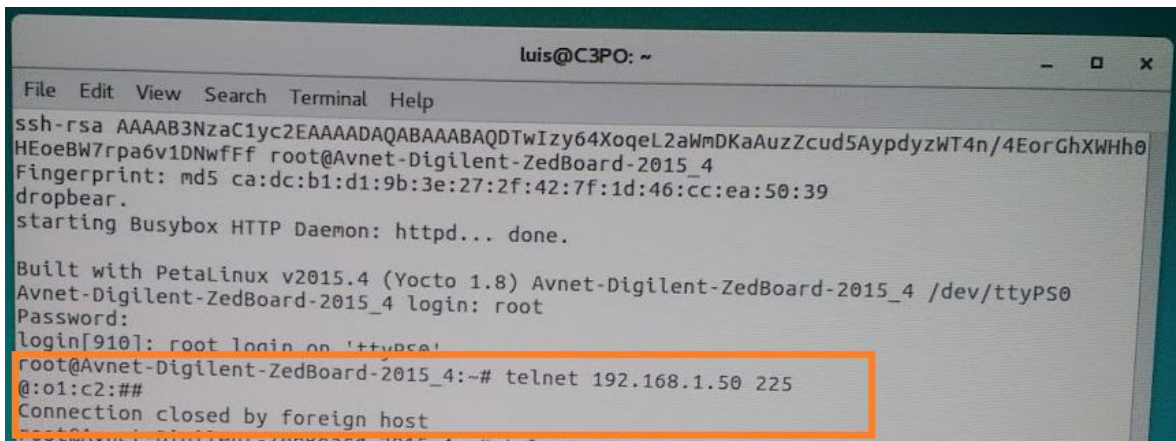 luis@C3PO: ~
File Edit View Search Terminal Help
ssh-rsa AAAAB3NzaC1yc2EAAAADAQABAAABAQDTwIzy64XoqeL2aWmDKaAuzZcud5AypdyzWT4n/4EorGhXWHh0
HEoeBW7rpa6v1DNwfFf root@Avnet-Digilent-ZedBoard-2015_4
Fingerprint: md5 ca:dc:b1:d1:9b:3e:27:2f:42:7f:1d:46:cc:ea:50:39
dropbear.
starting Busybox HTTP Daemon: httpd... done.
Built with PetaLinux v2015.4 (Yocto 1.8) Avnet-Digilent-ZedBoard-2015_4 /dev/ttyPS0
Avnet-Digilent-ZedBoard-2015_4 login: root
Password:
login[910]: root login on 'ttyPS0'
root@Avnet-Digilent-ZedBoard-2015_4:~# telnet 192.168.1.50 225
@:o1:c2:##
Connection closed by foreign host